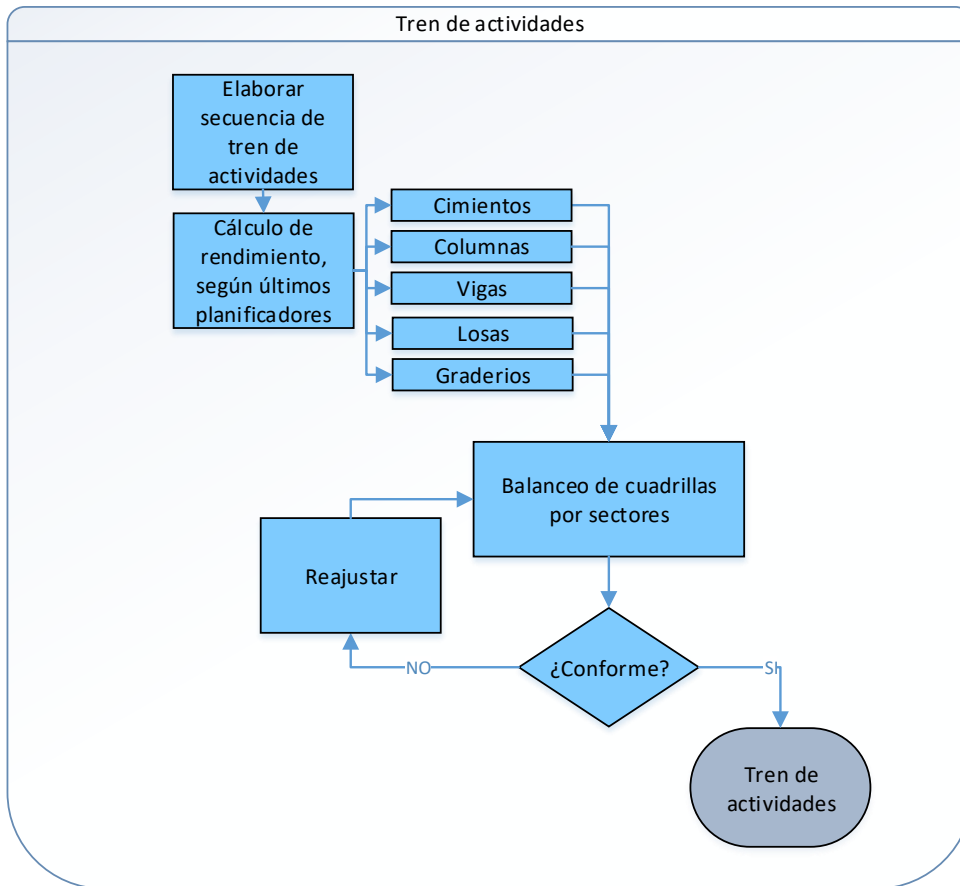 Tren de actividades
Elaborar
secuencia de
tren de
actividades
Cálculo de
rendimiento,
según últimos
planificadores
Cimientos
Columnas
Vigas
Losas
Graderios
Balanceo de cuadrillas
por sectores
Reajustar
¿Conforme?
NO
SI
Tren de
actividades